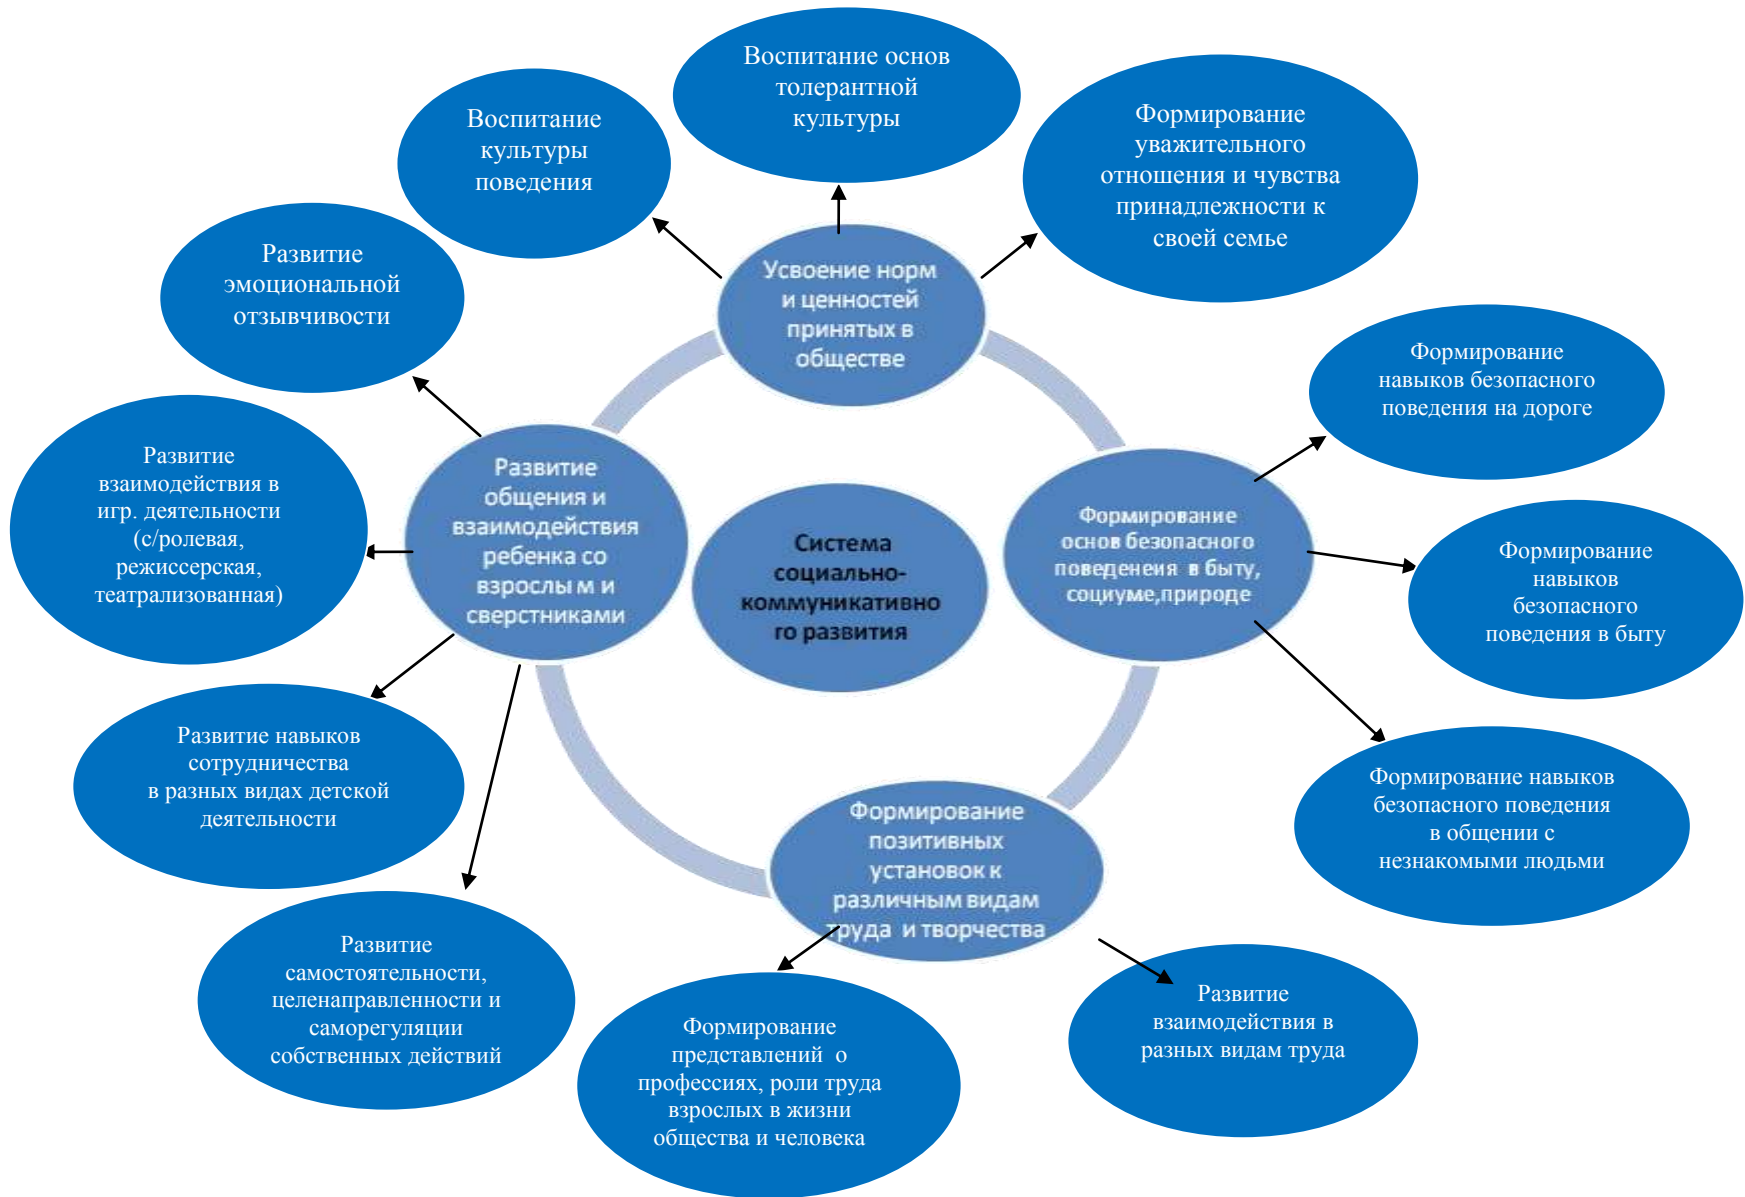 Воспитание основ
толерантной
культуры
Воспитание
культуры
поведения
Формирование
уважительного
отношения и чувства
принадлежности к
своей семье
Развитие
эмоциональной
отзывчивости
Усвоение норм
и ценностей
принятых в
обществе
Формирование
навыков безопасного
поведения на дороге
Развитие
взаимодействия в
игр. деятельности
(с/ролевая,
режиссерская,
театрализованная)
Развитие
общения и
взаимодействия
ребенка со
взрослы м и
сверстниками
Система
социально-
коммуникативно
го развития
Формирование
основ безопасного
поведенеия в быту,
социуме,природе
Формирование
навыков
безопасного
поведения в быту
Развитие навыков
сотрудничества
в разных видах детской
деятельности
Формирование
позитивных
установок к
различным видам
труда и творчества
Формирование навыков
безопасного поведения
в общении с
незнакомыми людьми
Развитие
самостоятельности,
целенаправленности и
саморегуляции
собственных действий
Формирование
представлений о
профессиях, роли труда
взрослых в жизни
общества и человека
Развитие
взаимодействия в
разных видам труда